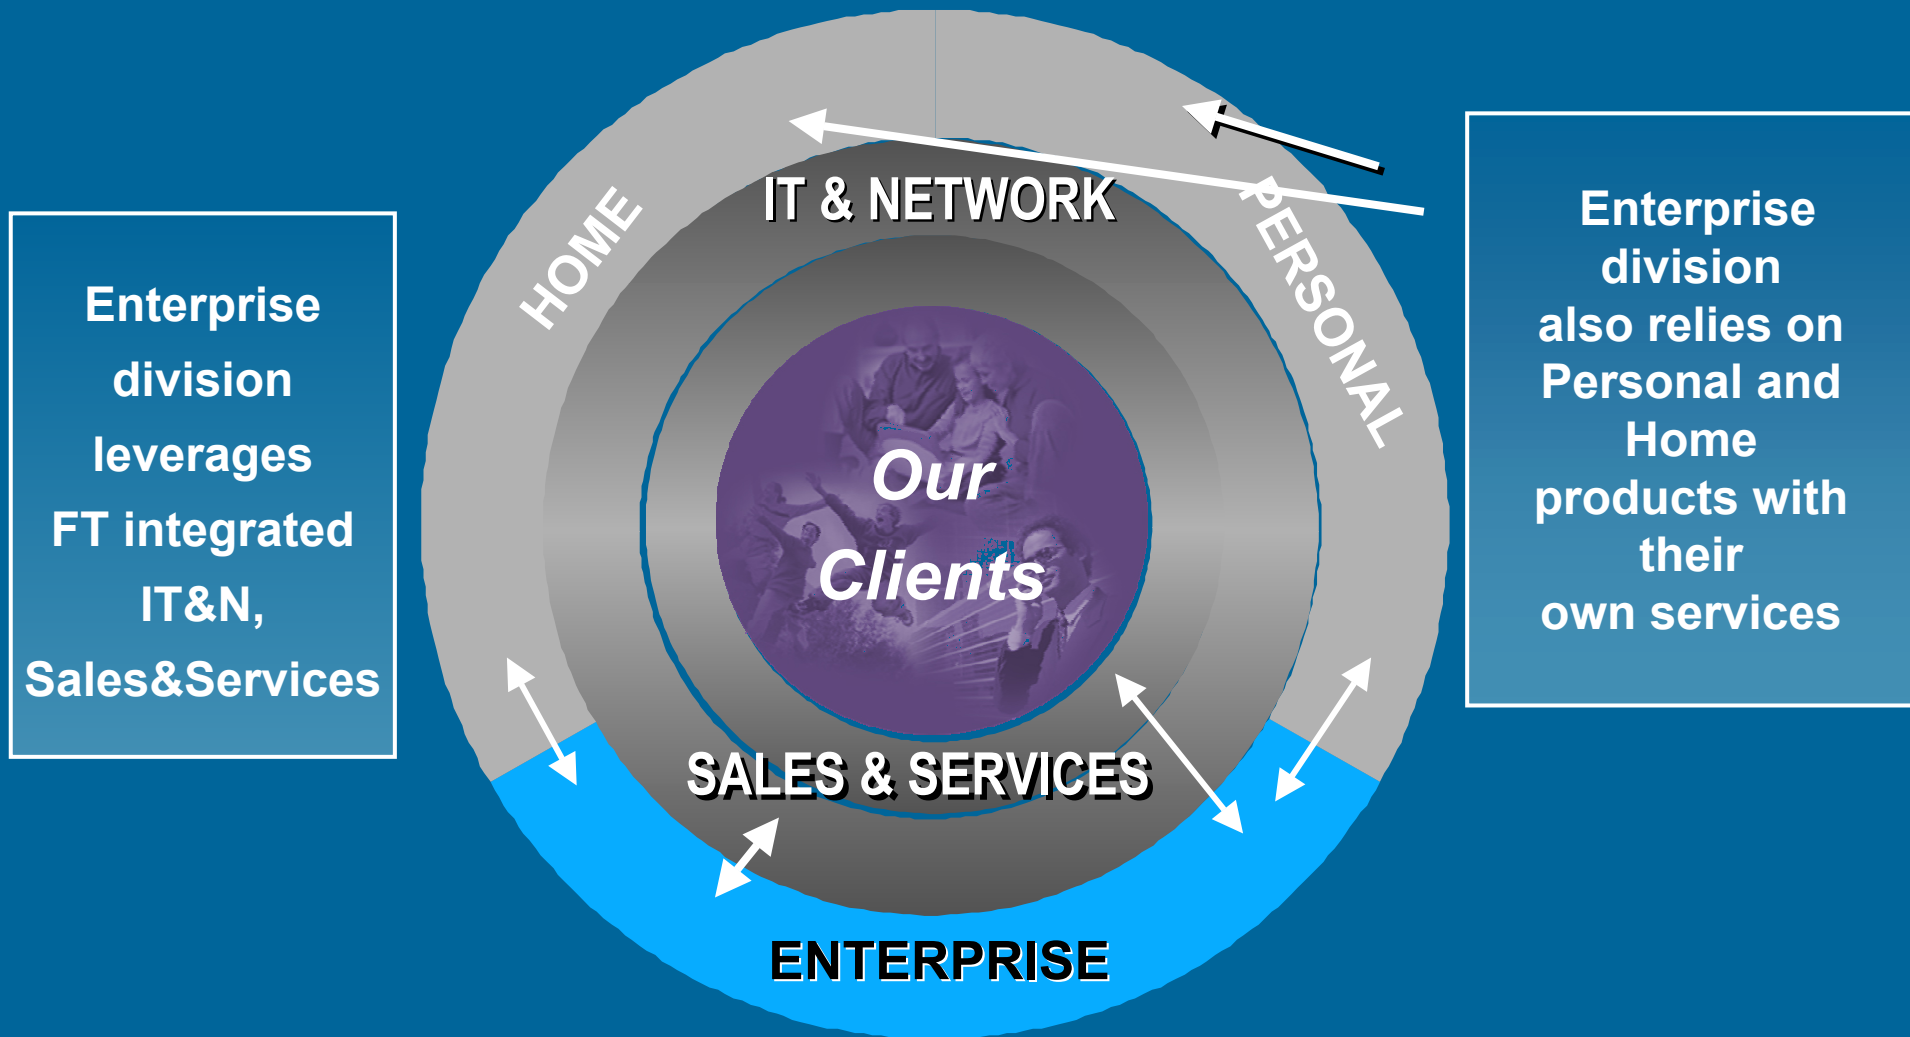 Enterprise
division
leverages
FT integrated
IT&N,
Sales&Services
HOME
IT & NETWORK
PERSONAL
Our
Clients
SALES & SERVICES
ENTERPRISE
Enterprise
division
also relies on
Personal and
Home
products with
their
own services